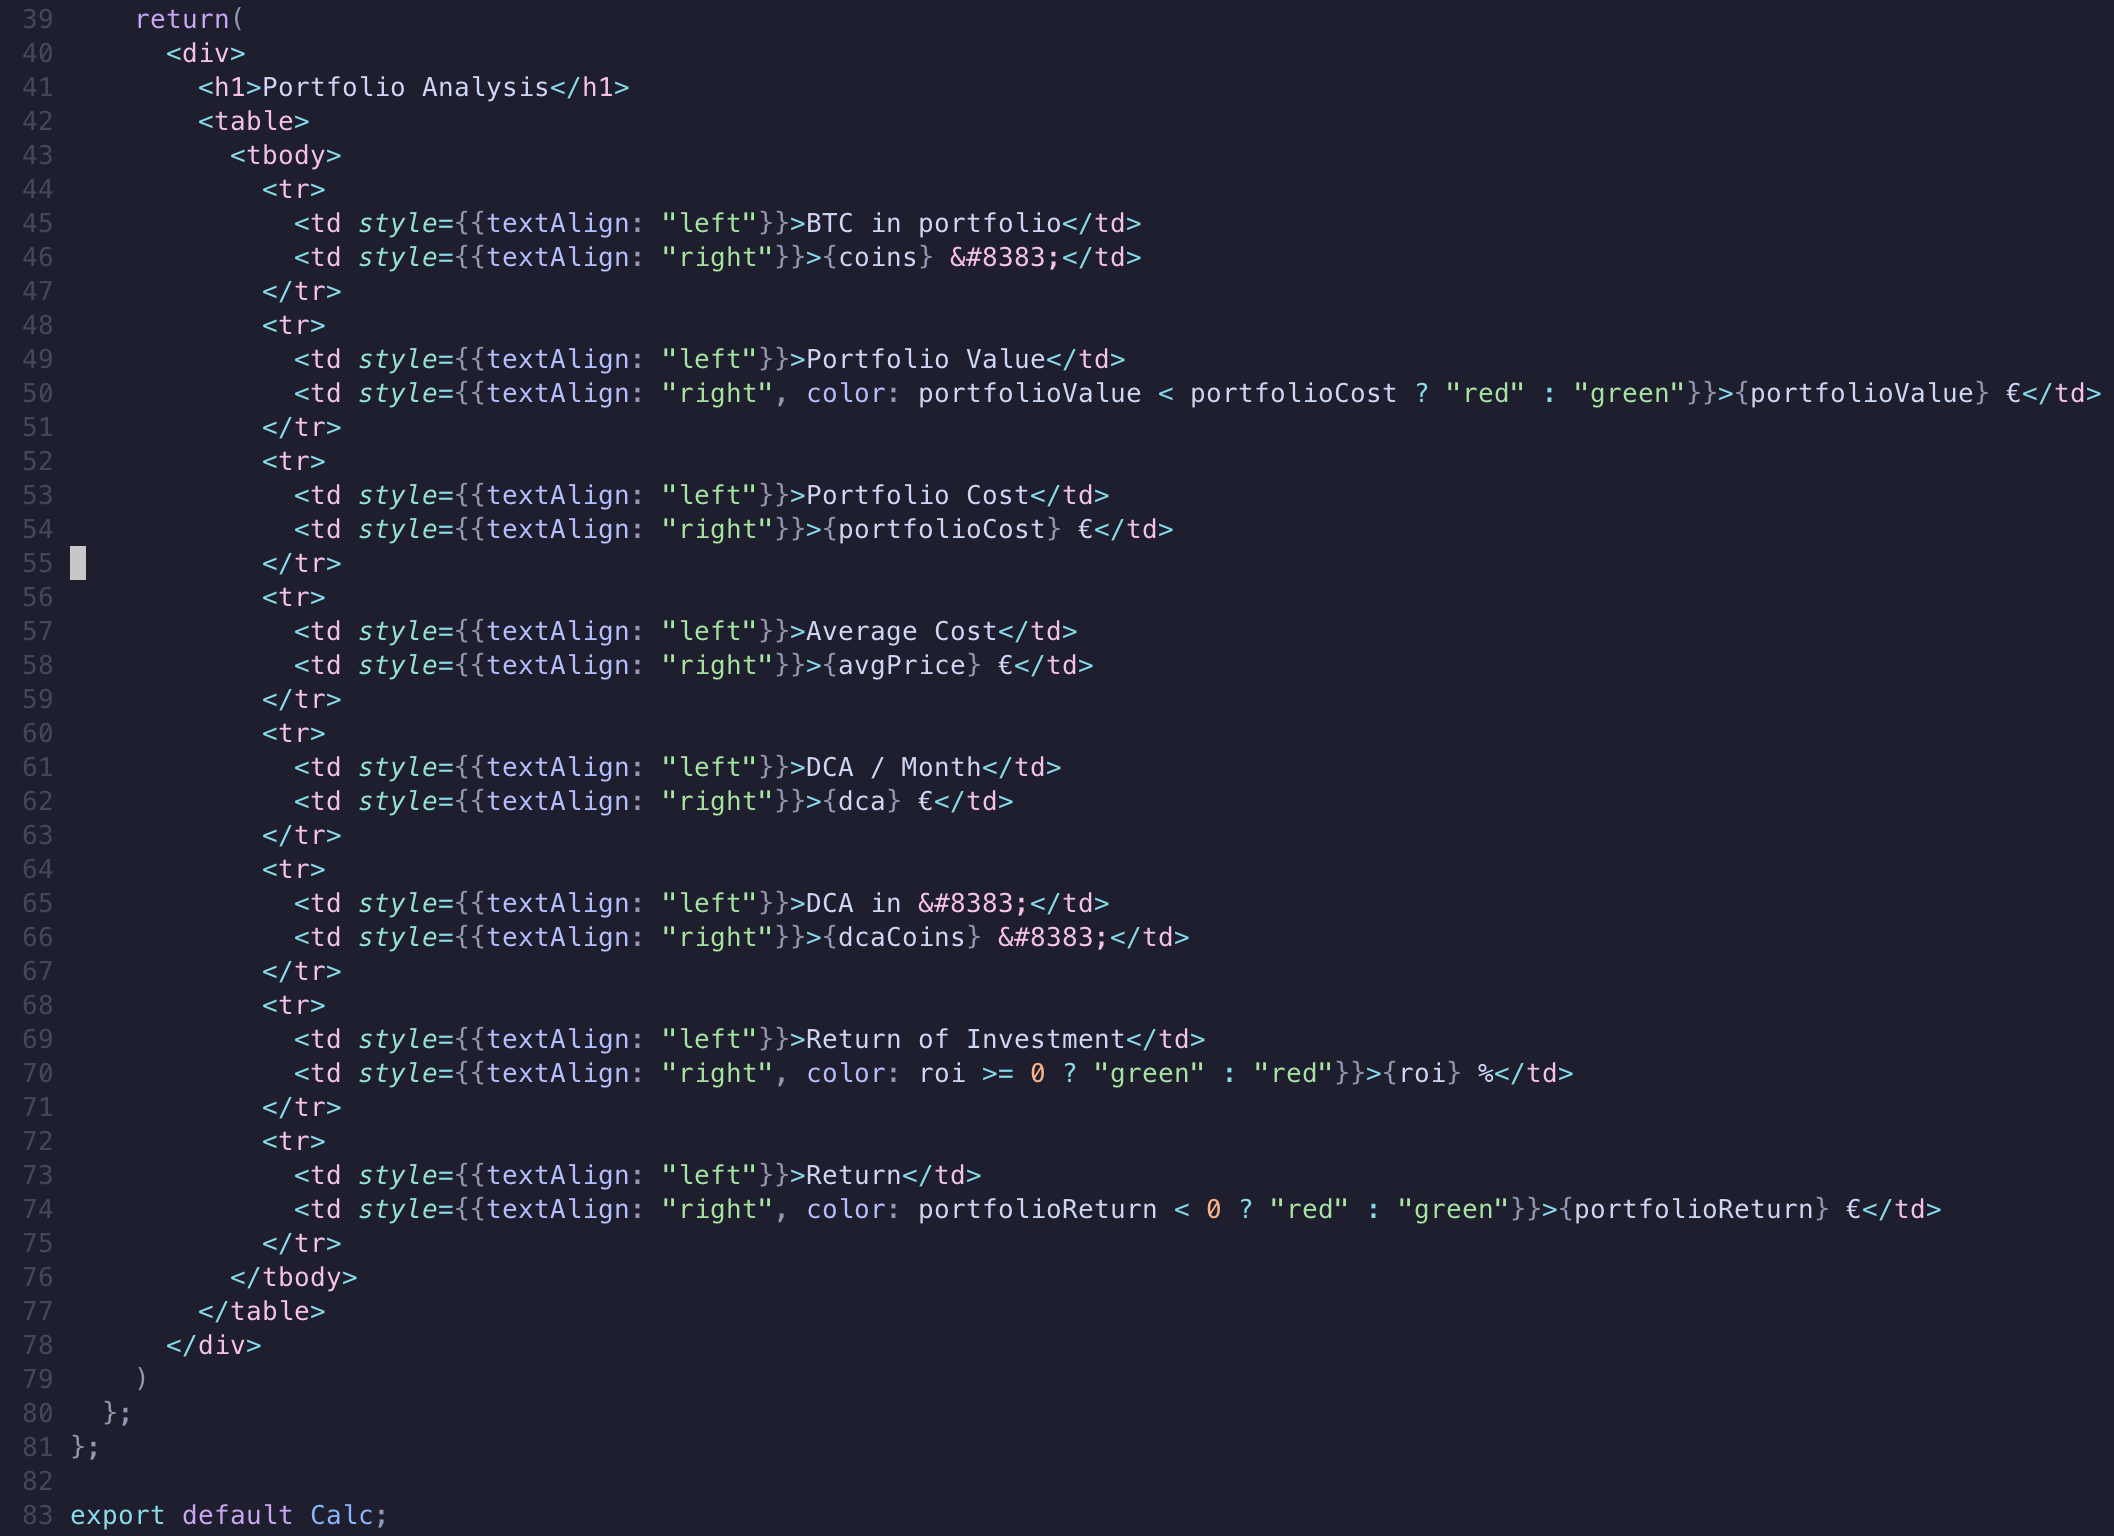 39     return(
40       <div>
41         <h1>Portfolio Analysis</h1>
42         <table>
43           <tbody>
44             <tr>
45               <td style={{textAlign: "left"}}>BTC in portfolio</td>
46               <td style={{textAlign: "right"}}>{coins} &#8383;</td>
47             </tr>
48             <tr>
49               <td style={{textAlign: "left"}}>Portfolio Value</td>
50               <td style={{textAlign: "right", color: portfolioValue < portfolioCost ? "red" : "green"}}>{portfolioValue} €</td>
51             </tr>
52             <tr>
53               <td style={{textAlign: "left"}}>Portfolio Cost</td>
54               <td style={{textAlign: "right"}}>{portfolioCost} €</td>
55             </tr>
56             <tr>
57               <td style={{textAlign: "left"}}>Average Cost</td>
58               <td style={{textAlign: "right"}}>{avgPrice} €</td>
59             </tr>
60             <tr>
61               <td style={{textAlign: "left"}}>DCA / Month</td>
62               <td style={{textAlign: "right"}}>{dca} €</td>
63             </tr>
64             <tr>
65               <td style={{textAlign: "left"}}>DCA in &#8383;</td>
66               <td style={{textAlign: "right"}}>{dcaCoins} &#8383;</td>
67             </tr>
68             <tr>
69               <td style={{textAlign: "left"}}>Return of Investment</td>
70               <td style={{textAlign: "right", color: roi >= 0 ? "green" : "red"}}>{roi} %</td>
71             </tr>
72             <tr>
73               <td style={{textAlign: "left"}}>Return</td>
74               <td style={{textAlign: "right", color: portfolioReturn < 0 ? "red" : "green"}}>{portfolioReturn} €</td>
75             </tr>
76           </tbody>
77         </table>
78       </div>
79     )
80   };
81 };
82
83 export default Calc;